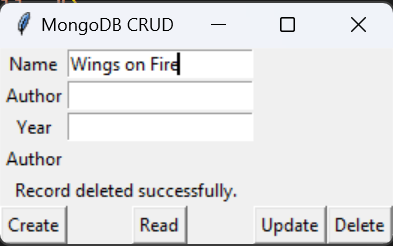 MongoDB CRUD
Name Wings on Fire
Author
Year
Author
Record deleted successfully.
Create Read Update Delete